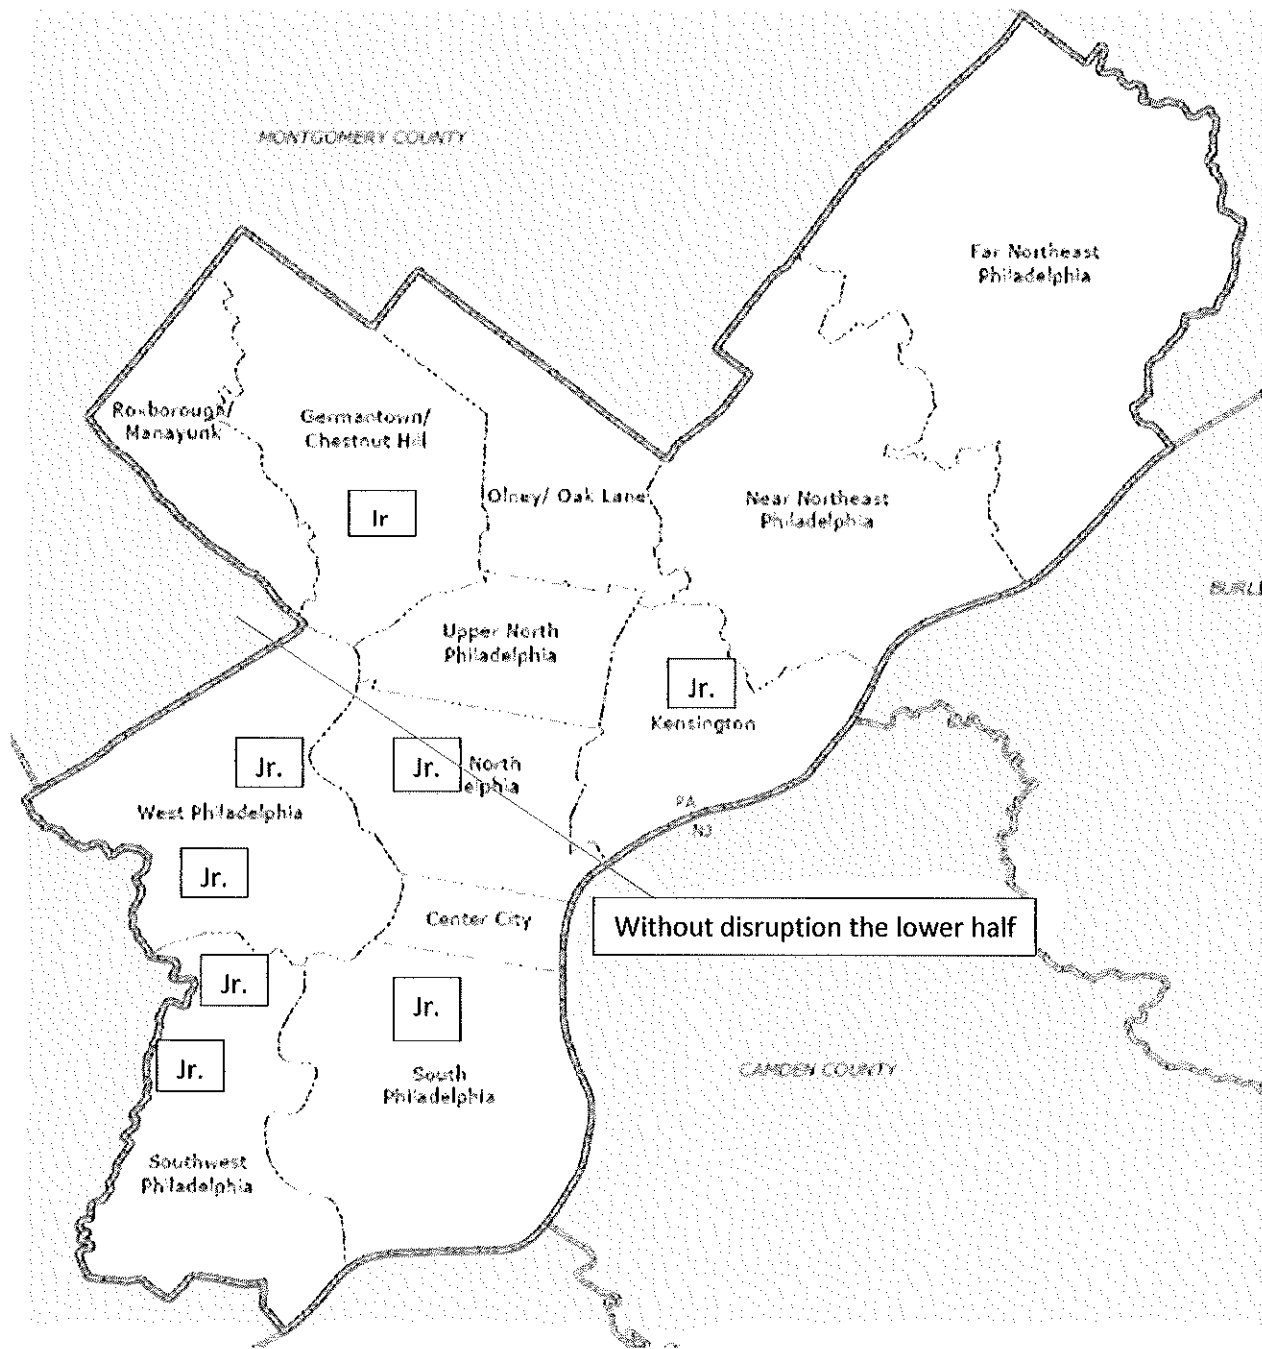 MONTGOMERY COUNTY
Far Northeast
Philadelphia
Roxborough/
Manayunk
Germantown/
Chestnut Hill
Ir
Olney/ Oak Lane
Near Northeast
Philadelphia
BURL
Upper North
Philadelphia
Jr.
Kensington
Jr.
Jr.
North
elphia
West Philadelphia
PA
NJ
Jr.
Center City
Without disruption the lower half
Jr.
Jr.
Jr.
South
Philadelphia
CAMDEN COUNTY
Southwest
Philadelphia